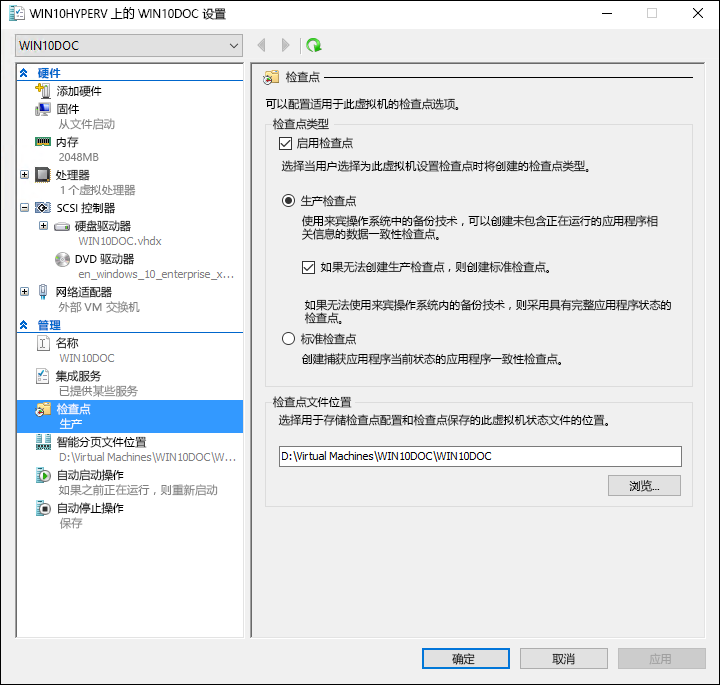 WIN10HYPERV 上的 WIN10DOC 设置
WIN10DOC
硬件
添加硬件
固件
从文件启动
内存
2048MB
处理器
1 个虚拟处理器
SCSI 控制器
硬盘驱动器
WIN10DOC.vhdx
DVD 驱动器
en_windows_10_enterprise_x...
网络适配器
外部 VM 交换机
管理
名称
WIN10DOC
集成服务
已提供某些服务
检查点
生产
智能分页文件位置
D:\Virtual Machines\WIN10DOC\W...
自动启动操作
如果之前正在运行，则重新启动
自动停止操作
保存
检查点
可以配置适用于此虚拟机的检查点选项。
检查点类型
启用检查点
选择当用户选择为此虚拟机设置检查点时将创建的检查点类型。
生产检查点
使用来宾操作系统中的备份技术，可以创建未包含正在运行的应用程序相
关信息的数据一致性检查点。
如果无法创建生产检查点，则创建标准检查点。
如果无法使用来宾操作系统内的备份技术，则采用具有完整应用程序状态的
检查点。
标准检查点
创建捕获应用程序当前状态的应用程序一致性检查点。
检查点文件位置
选择用于存储检查点配置和检查点保存的此虚拟机状态文件的位置。
D:\Virtual Machines\WIN10DOC\WIN10DOC
浏览...
确定
取消
应用